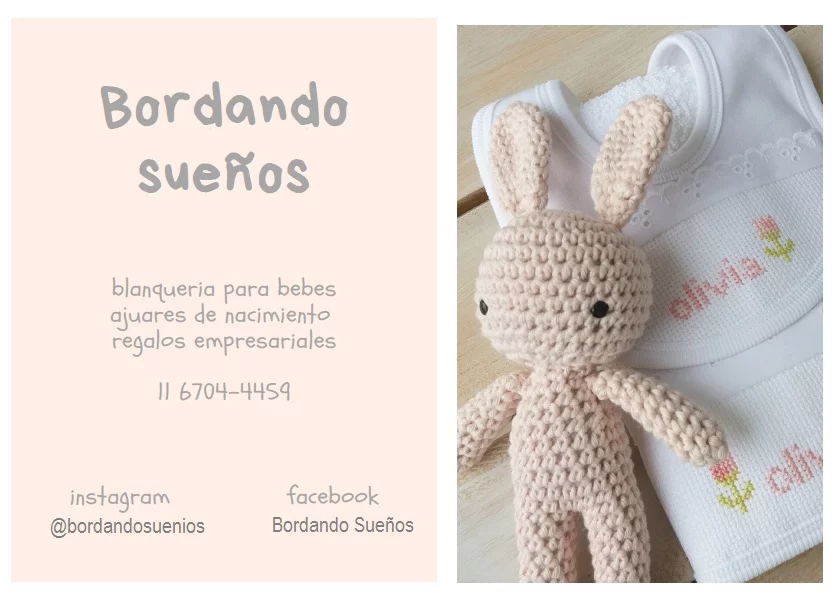 Bordando
sueños
blanqueria para bebes
ajuares de nacimiento
regalos empresariales
11 6704-4459
instagram
facebook
@bordandosuenios
Bordando Sueños
olivia